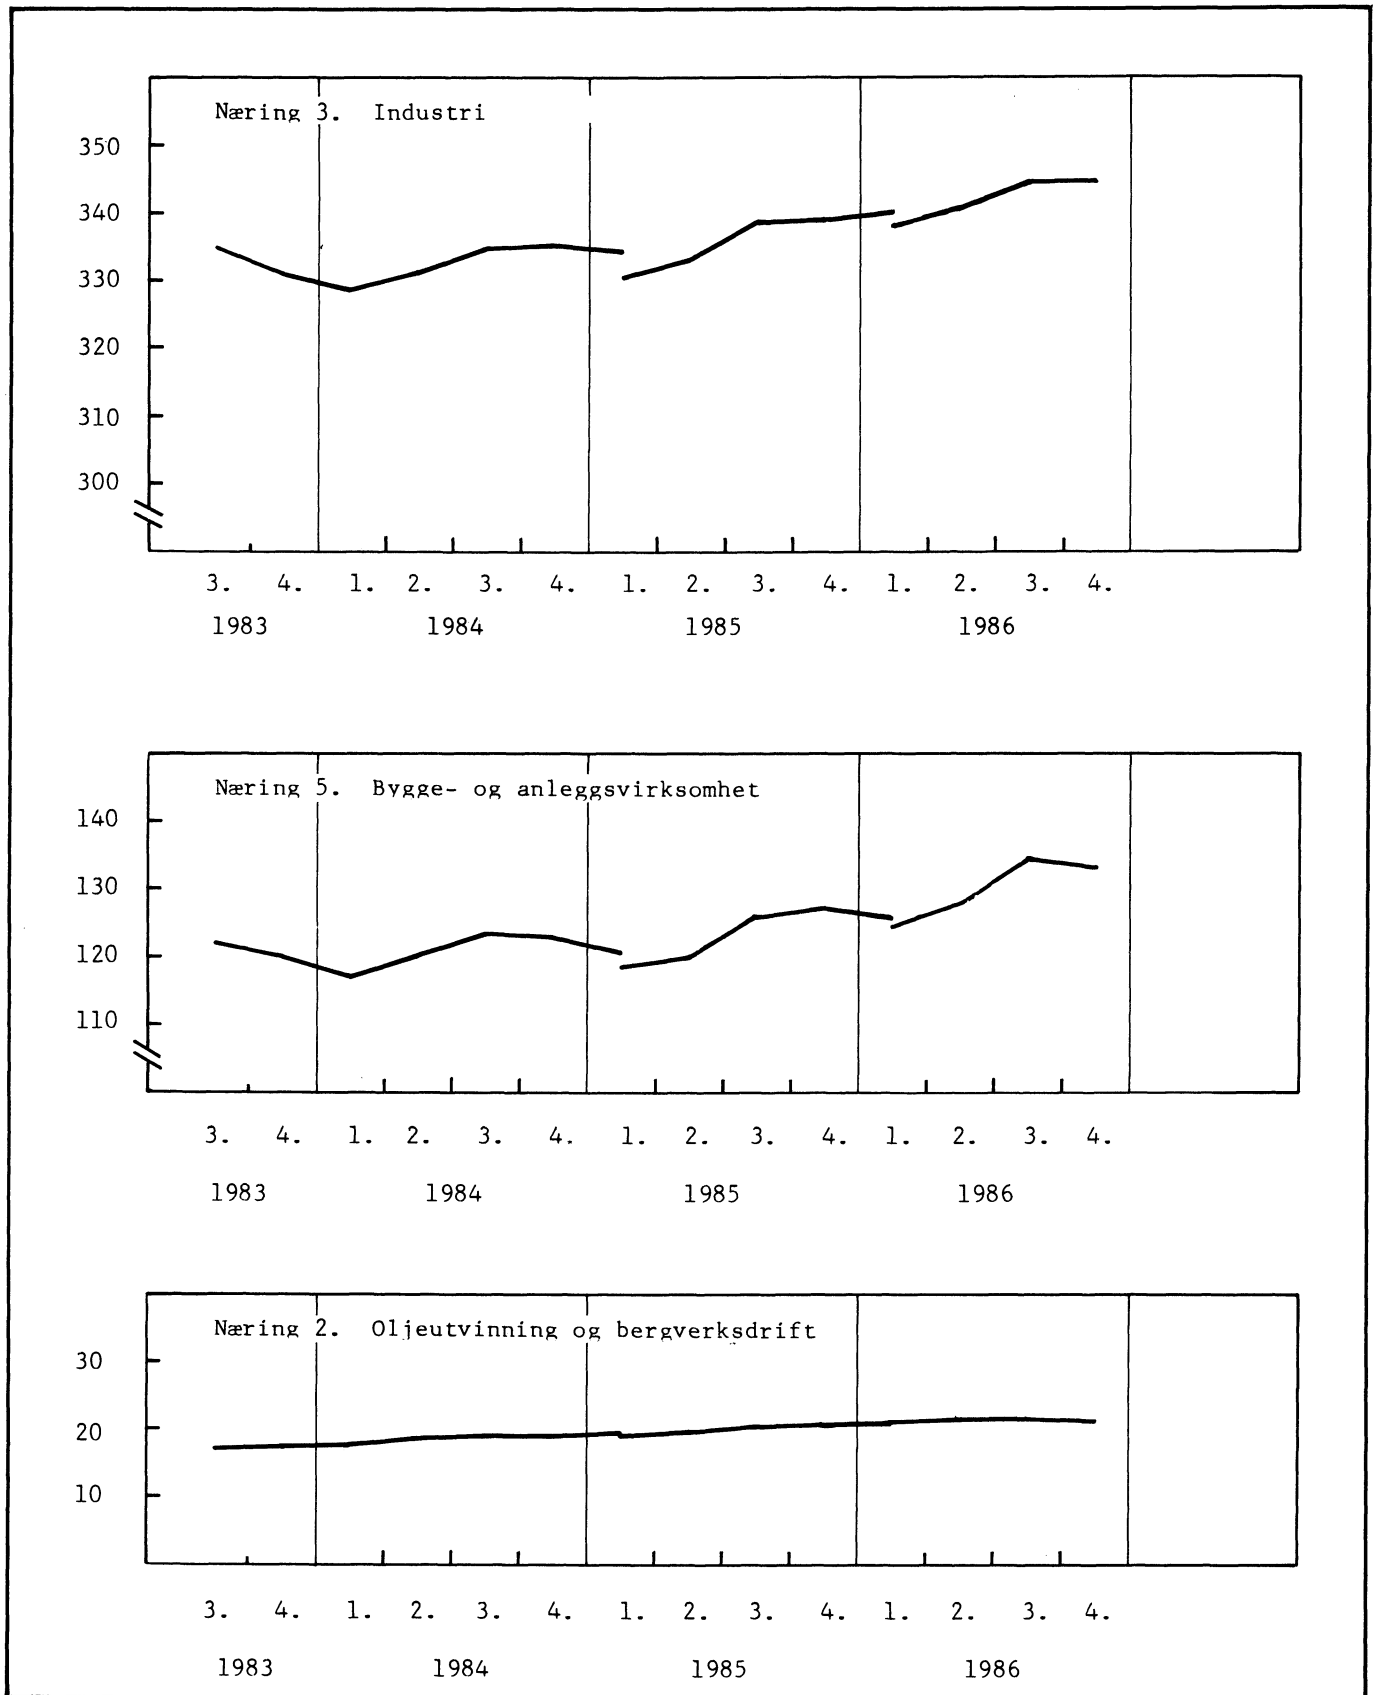 Næring 3. Industri
350
340
330
320
310
300
3. 4. 1. 2. 3. 4. 1. 2. 3. 4. 1. 2. 3. 4.
1983 1984 1985 1986
Næring 5. Bygge- og anleggsvirksomhet
140
130
120
110
3. 4. 1. 2. 3. 4. 1. 2. 3. 4. 1. 2. 3. 4.
1983 1984 1985 1986
Næring 2. Oljeutvinning og bergverksdrift
30
20
10
3. 4. 1. 2. 3. 4. 1. 2. 3. 4. 1. 2. 3. 4.
1983 1984 1985 1986